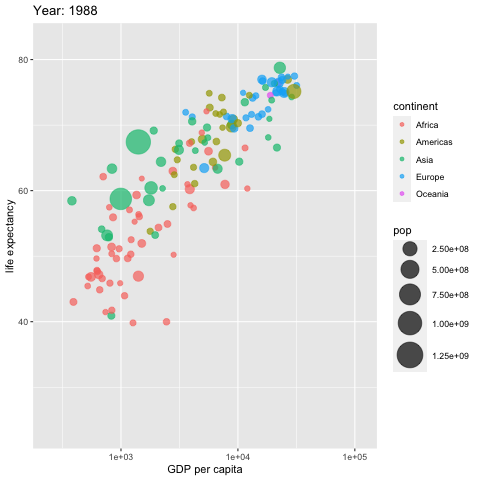 Year: 1988
80
60
40
life expectancy
1e+03
1e+04
1e+05
GDP per capita
continent
Africa
Americas
Asia
Europe
Oceania
pop
2.50e+08
5.00e+08
7.50e+08
1.00e+09
1.25e+09